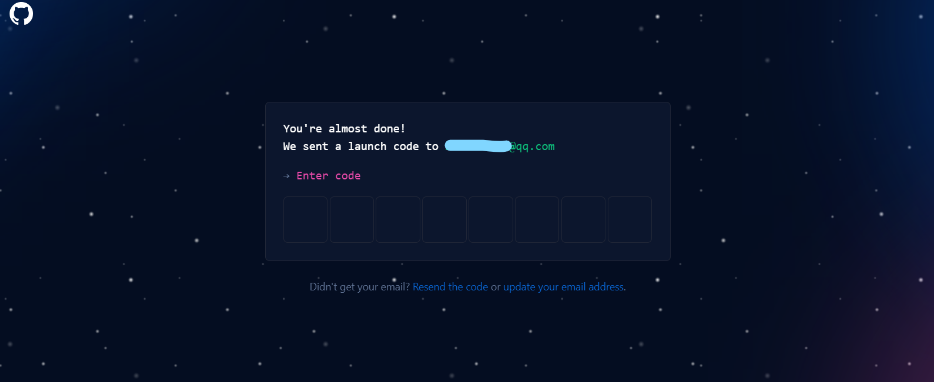 You're almost done!
We sent a launch code to @qq.com
→ Enter code
Didn't get your email? Resend the code or update your email address.